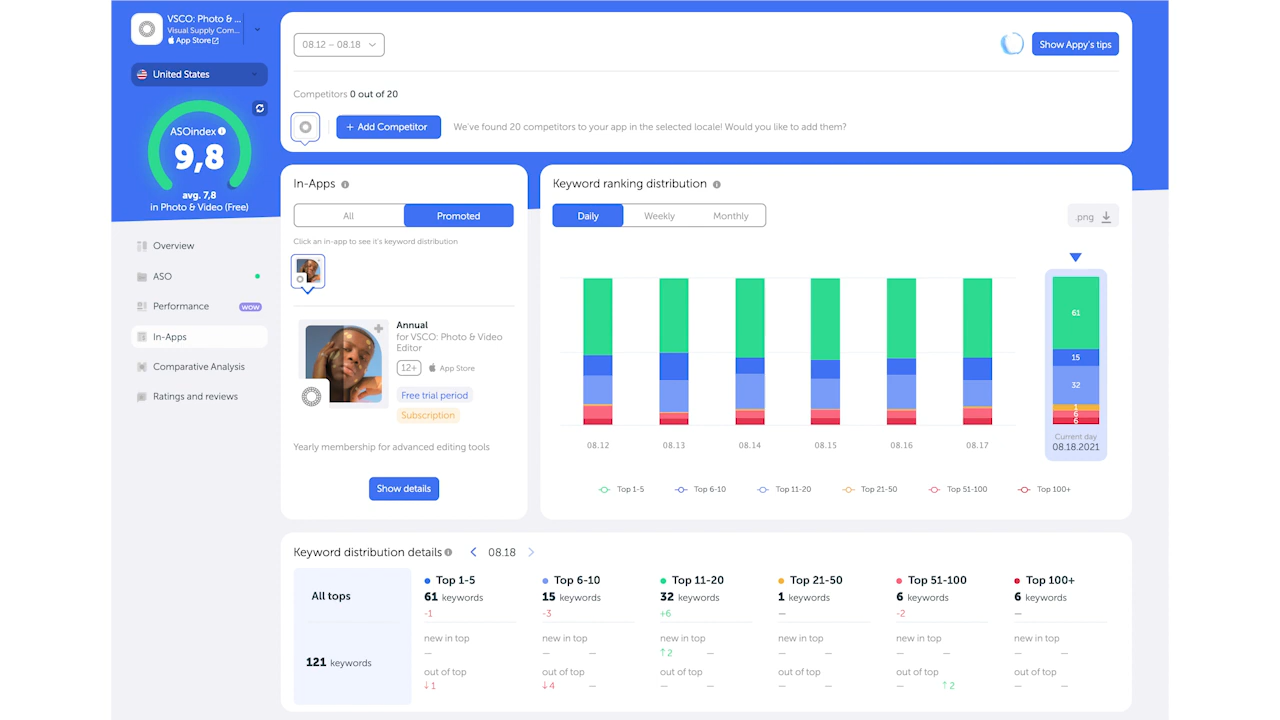 VSCO: Photo & ...
Visual Supply Com...
App Store
United States
ASOindex
9,8
avg. 7,8
in Photo & Video (Free)
Overview
ASO
Performance
WOW
In-Apps
Comparative Analysis
Ratings and reviews
08.12 – 08.18
Show Appy's tips
Competitors 0 out of 20
+ Add Competitor
We've found 20 competitors to your app in the selected locale! Would you like to add them?
In-Apps
All
Promoted
Click an in-app to see it's keyword distribution
Annual
for VSCO: Photo & Video
Editor
12+
App Store
Free trial period
Subscription
Yearly membership for advanced editing tools
Show details
Keyword ranking distribution
Daily
Weekly
Monthly
.png
61
15
32
1
6
6
08.12
08.13
08.14
08.15
08.16
08.17
Current day
08.18.2021
Top 1-5
Top 6-10
Top 11-20
Top 21-50
Top 51-100
Top 100+
Keyword distribution details
08.18
All tops
121 keywords
Top 1-5
61 keywords
-1
new in top
—
out of top
↓1
Top 6-10
15 keywords
-3
new in top
— —
out of top
↓4 —
Top 11-20
32 keywords
+6
new in top
↑2 —
out of top
— —
Top 21-50
1 keywords
—
new in top
— —
out of top
— —
Top 51-100
6 keywords
-2
new in top
— —
out of top
— ↑2
Top 100+
6 keywords
—
new in top
— —
out of top
— —